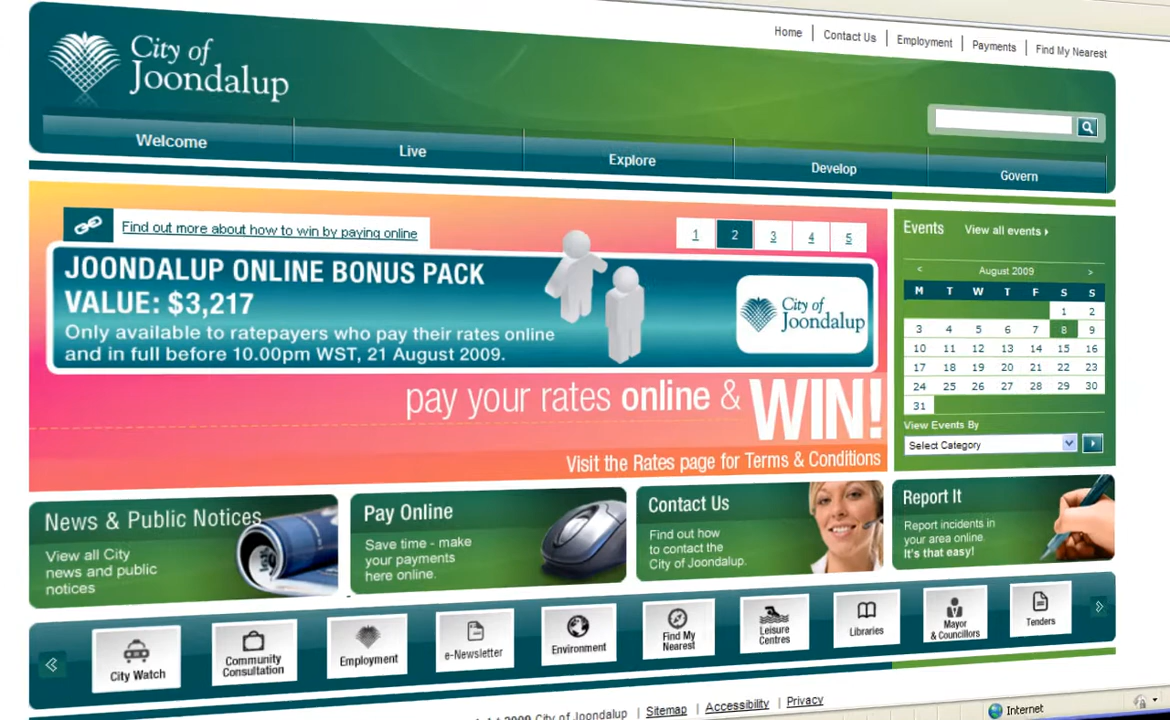 Home | Contact Us | Employment | Payments | Find My Nearest
City of
Joondalup
Welcome
Live
Explore
Develop
Govern
Find out more about how to win by paying online
1 2 3 4 5
JOONDALUP ONLINE BONUS PACK
VALUE: $3,217
Only available to ratepayers who pay their rates online
and in full before 10.00pm WST, 21 August 2009.
City of
Joondalup
pay your rates online & WIN!
Visit the Rates page for Terms & Conditions
Events View all events
< August 2009 >
M T W T F S S
1 2
3 4 5 6 7 8 9
10 11 12 13 14 15 16
17 18 19 20 21 22 23
24 25 26 27 28 29 30
31
View Events By
Select Category
News & Public Notices
View all City
news and public
notices
Pay Online
Save time - make
your payments
here online.
Contact Us
Find out how
to contact the
City of Joondalup.
Report It
Report incidents in
your area online.
It's that easy!
City Watch
Community
Consultation
Employment
e-Newsletter
Environment
Find My
Nearest
Leisure
Centres
Libraries
Mayor
& Councillors
Tenders
2009 City of Joondalup | Sitemap | Accessibility | Privacy
Internet